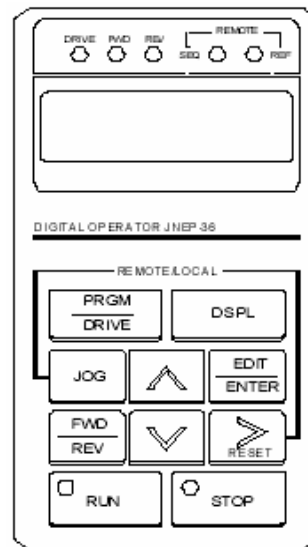 REMOTE
DRIVE FWD REV SEQ REF
DIGITAL OPERATOR JNEP-36
REMOTE/LOCAL
PRGM
DRIVE
DSPL
JOG
EDIT
ENTER
FWD
REV
RESET
RUN
STOP